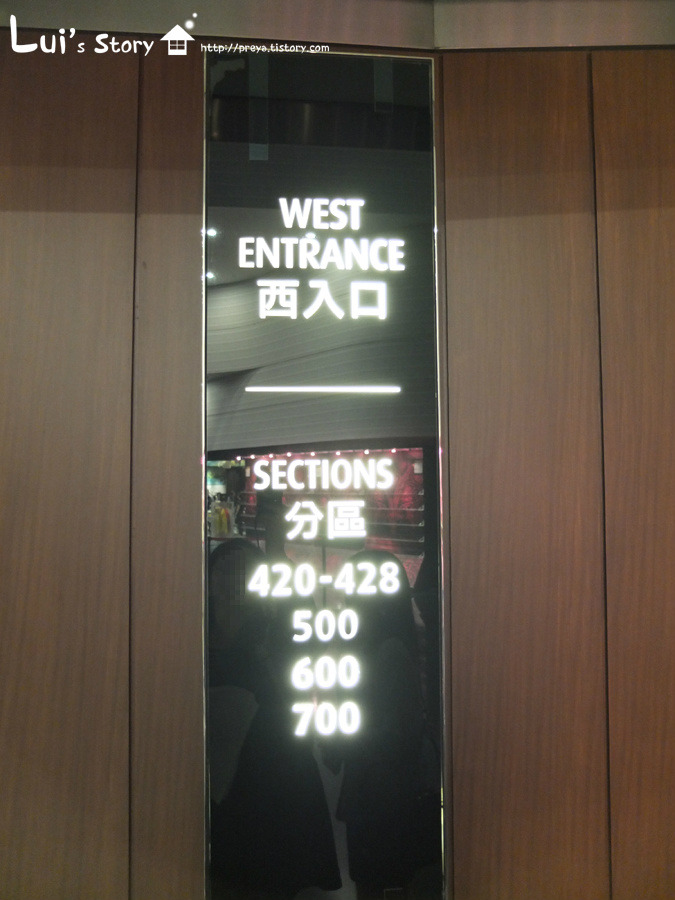 Lui's Story http://preya.tistory.com
WEST
ENTRANCE
西入口
SECTIONS
分區
420-428
500
600
700